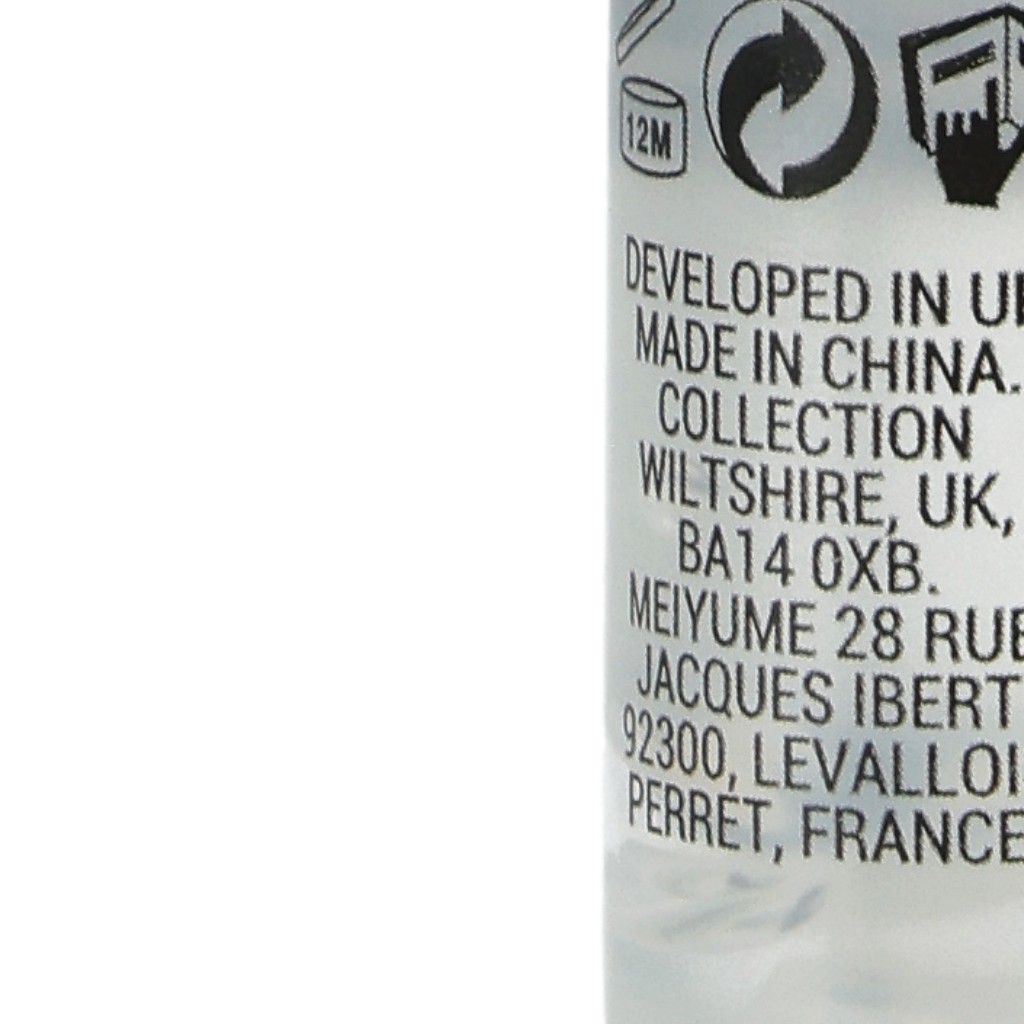 12M
DEVELOPED IN
MADE IN CHINA.
COLLECTION
WILTSHIRE, UK,
BA14 0XB.
MEIYUME 28 RUE
JACQUES IBERT
92300, LEVALLOI
PERRET, FRANCE